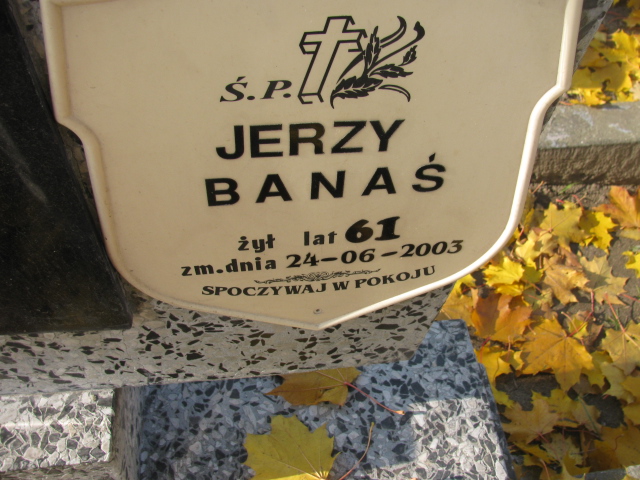 Ś.P.
JERZY
BANAŚ
żył lat 61
zm.dnia 24-06-2003
SPOCZYWAJ W POKOJU